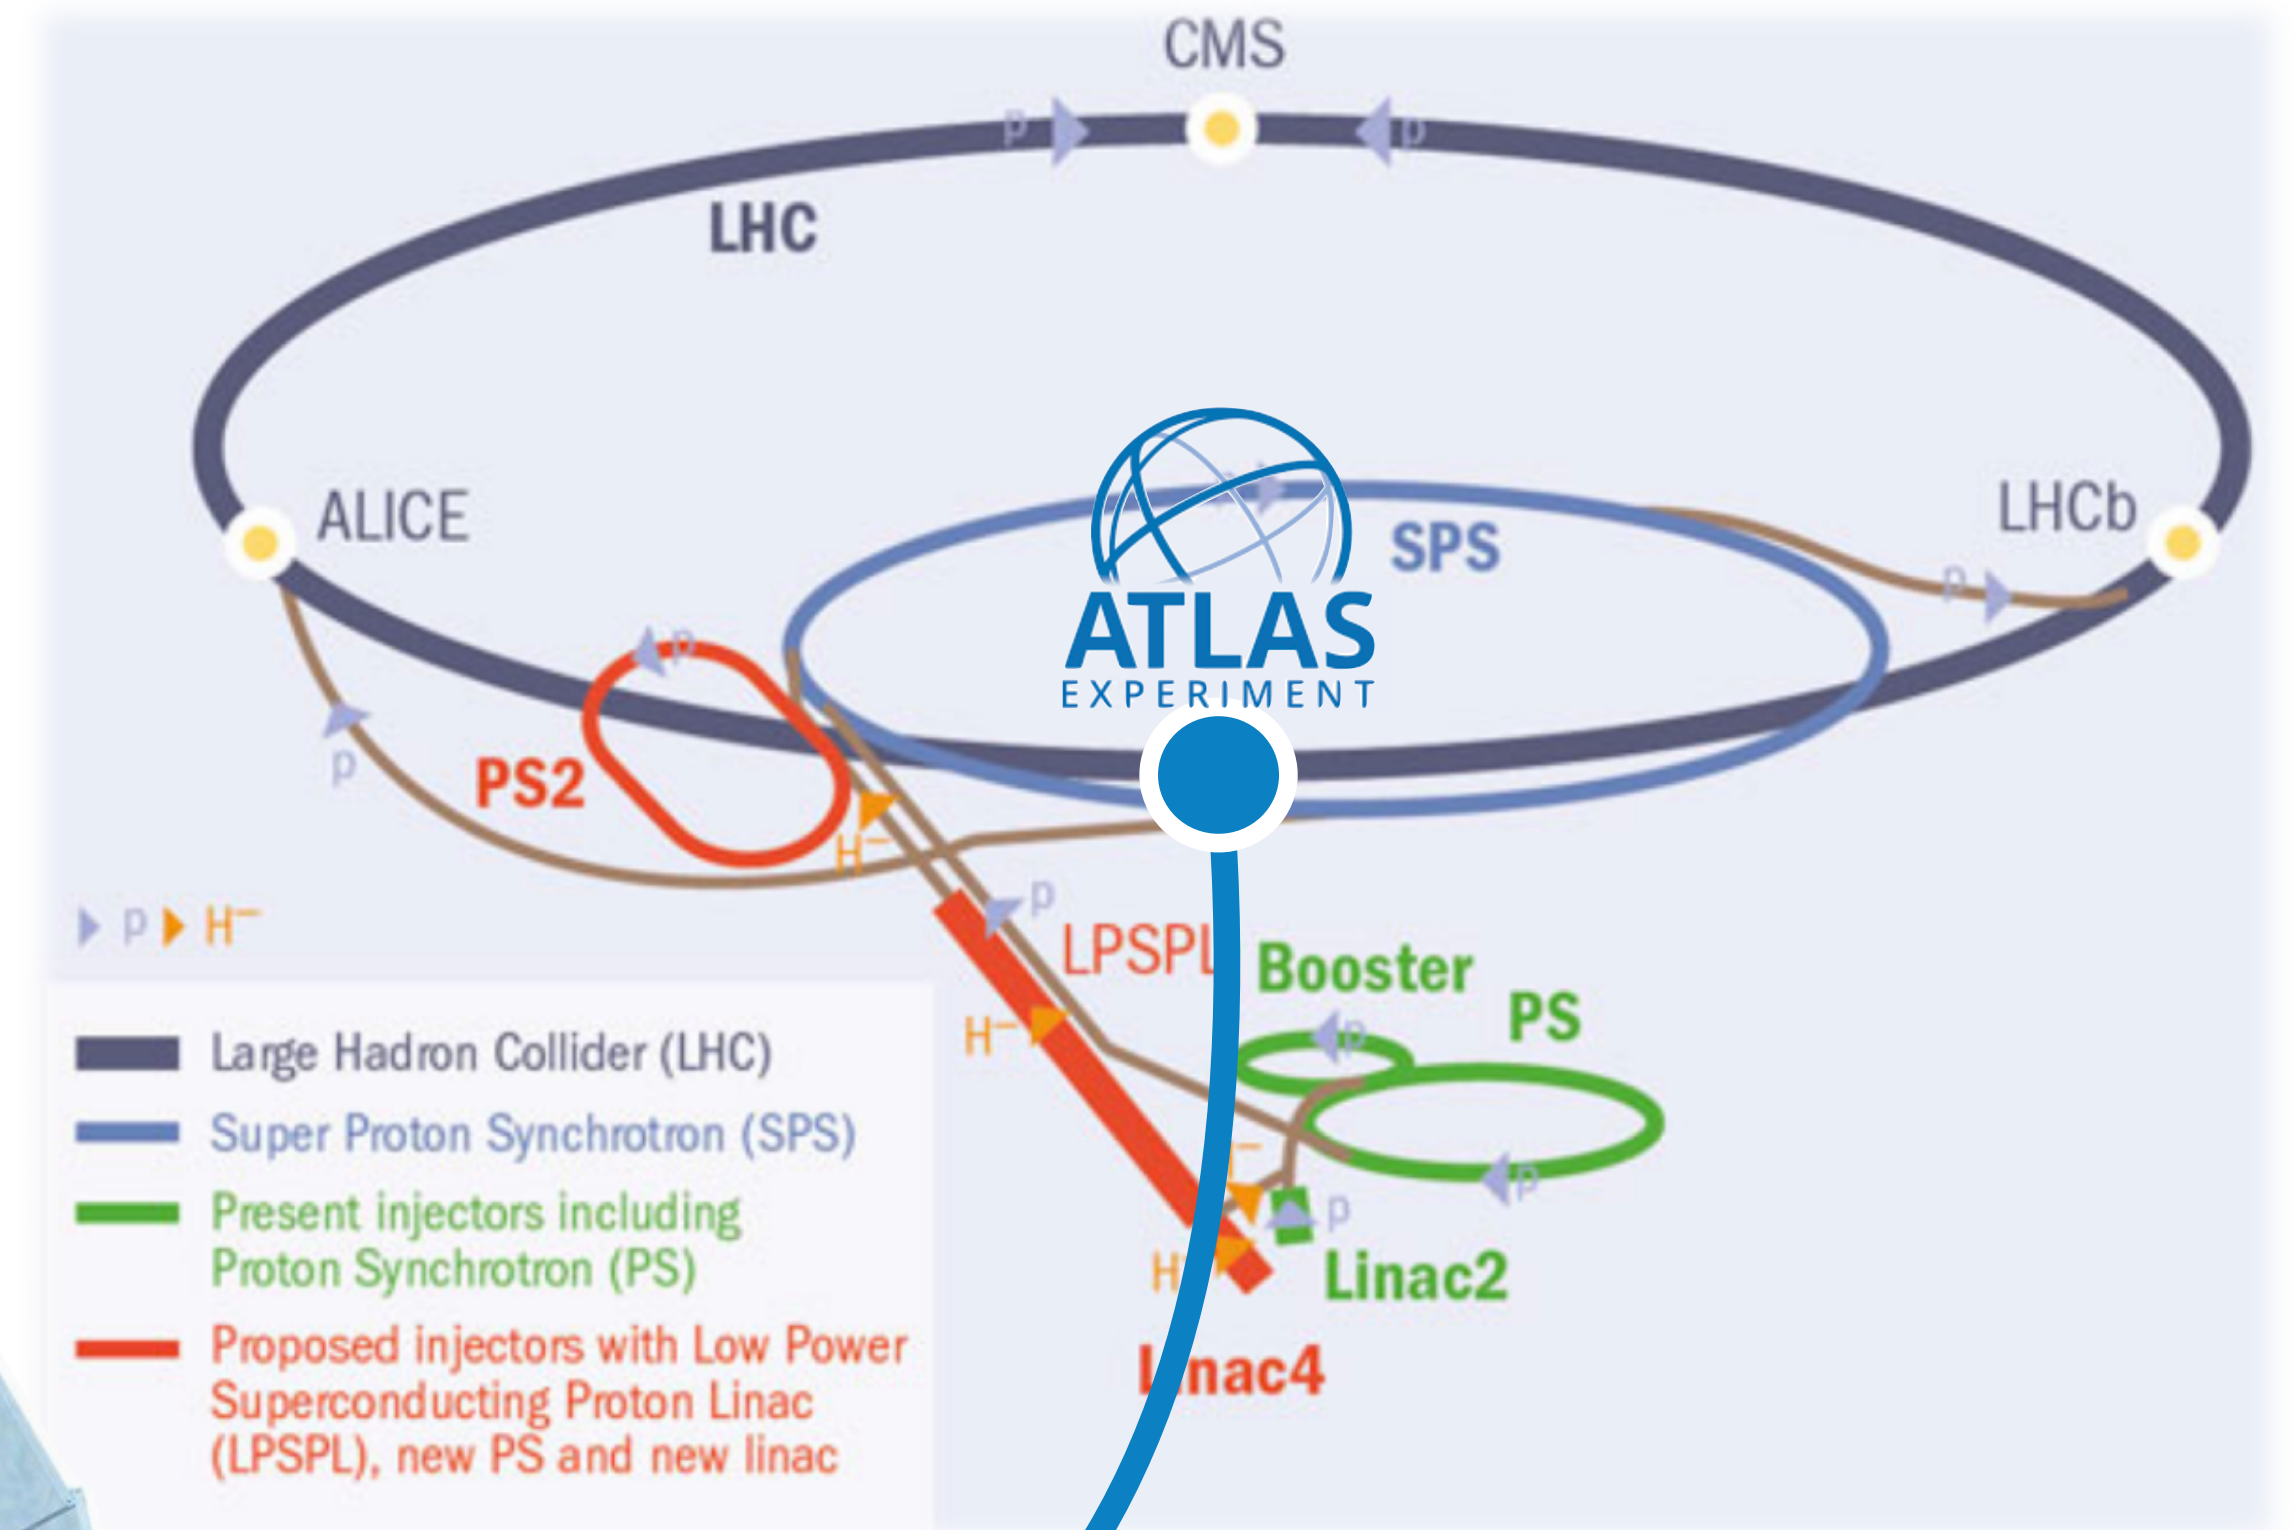 CMS
p
p
LHC
ALICE
LHCb
SPS
p
ATLAS
EXPERIMENT
p
p
PS2
H⁻
p
p H⁻
LPSPL
Booster
PS
H⁻
p
p
p
H
Linac2
Linac4
Large Hadron Collider (LHC)
Super Proton Synchrotron (SPS)
Present injectors including
Proton Synchrotron (PS)
Proposed injectors with Low Power
Superconducting Proton Linac
(LPSPL), new PS and new linac